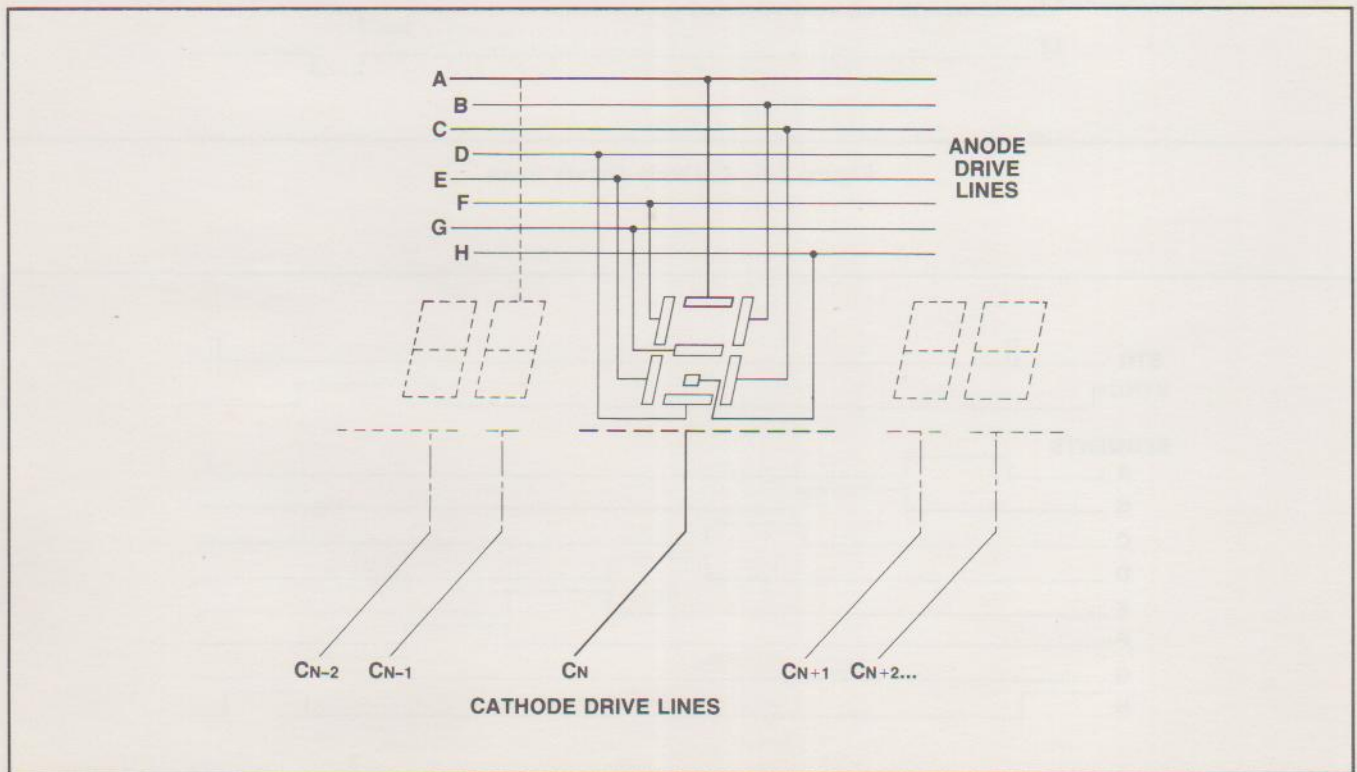 A
B
C
D
E
F
G
H
ANODE
DRIVE
LINES
CN-2 CN-1 CN CN+1 CN+2...
CATHODE DRIVE LINES